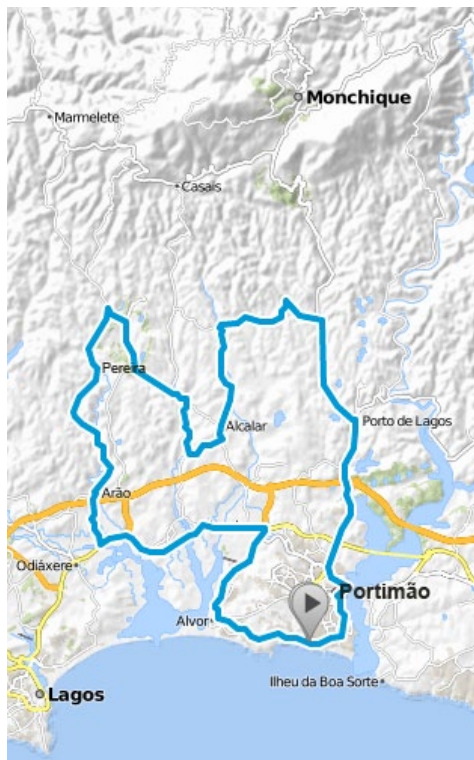 Monchique
Marmelete
Casais
Pereira
Alcalar
Porto de Lagos
Arão
Odiáxere
Portimão
Alvor
Ilheu da Boa Sorte
Lagos